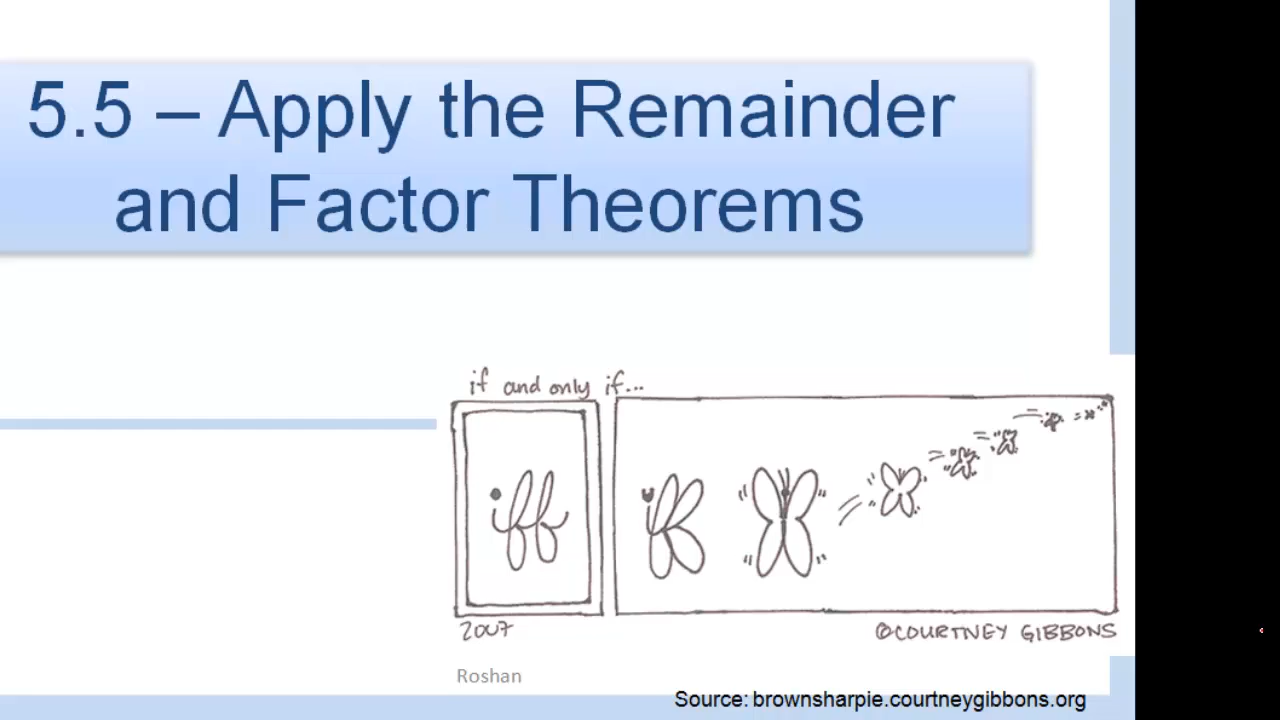 5.5 – Apply the Remainder
and Factor Theorems
if and only if...
iff
2007
©COURTNEY GIBBONS
Roshan
Source: brownsharpie.courtneygibbons.org